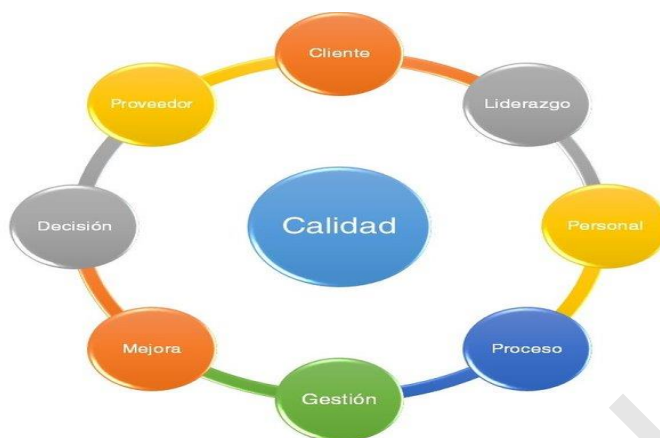 Cliente
Proveedor
Liderazgo
Decisión
Calidad
Personal
Mejora
Proceso
Gestión